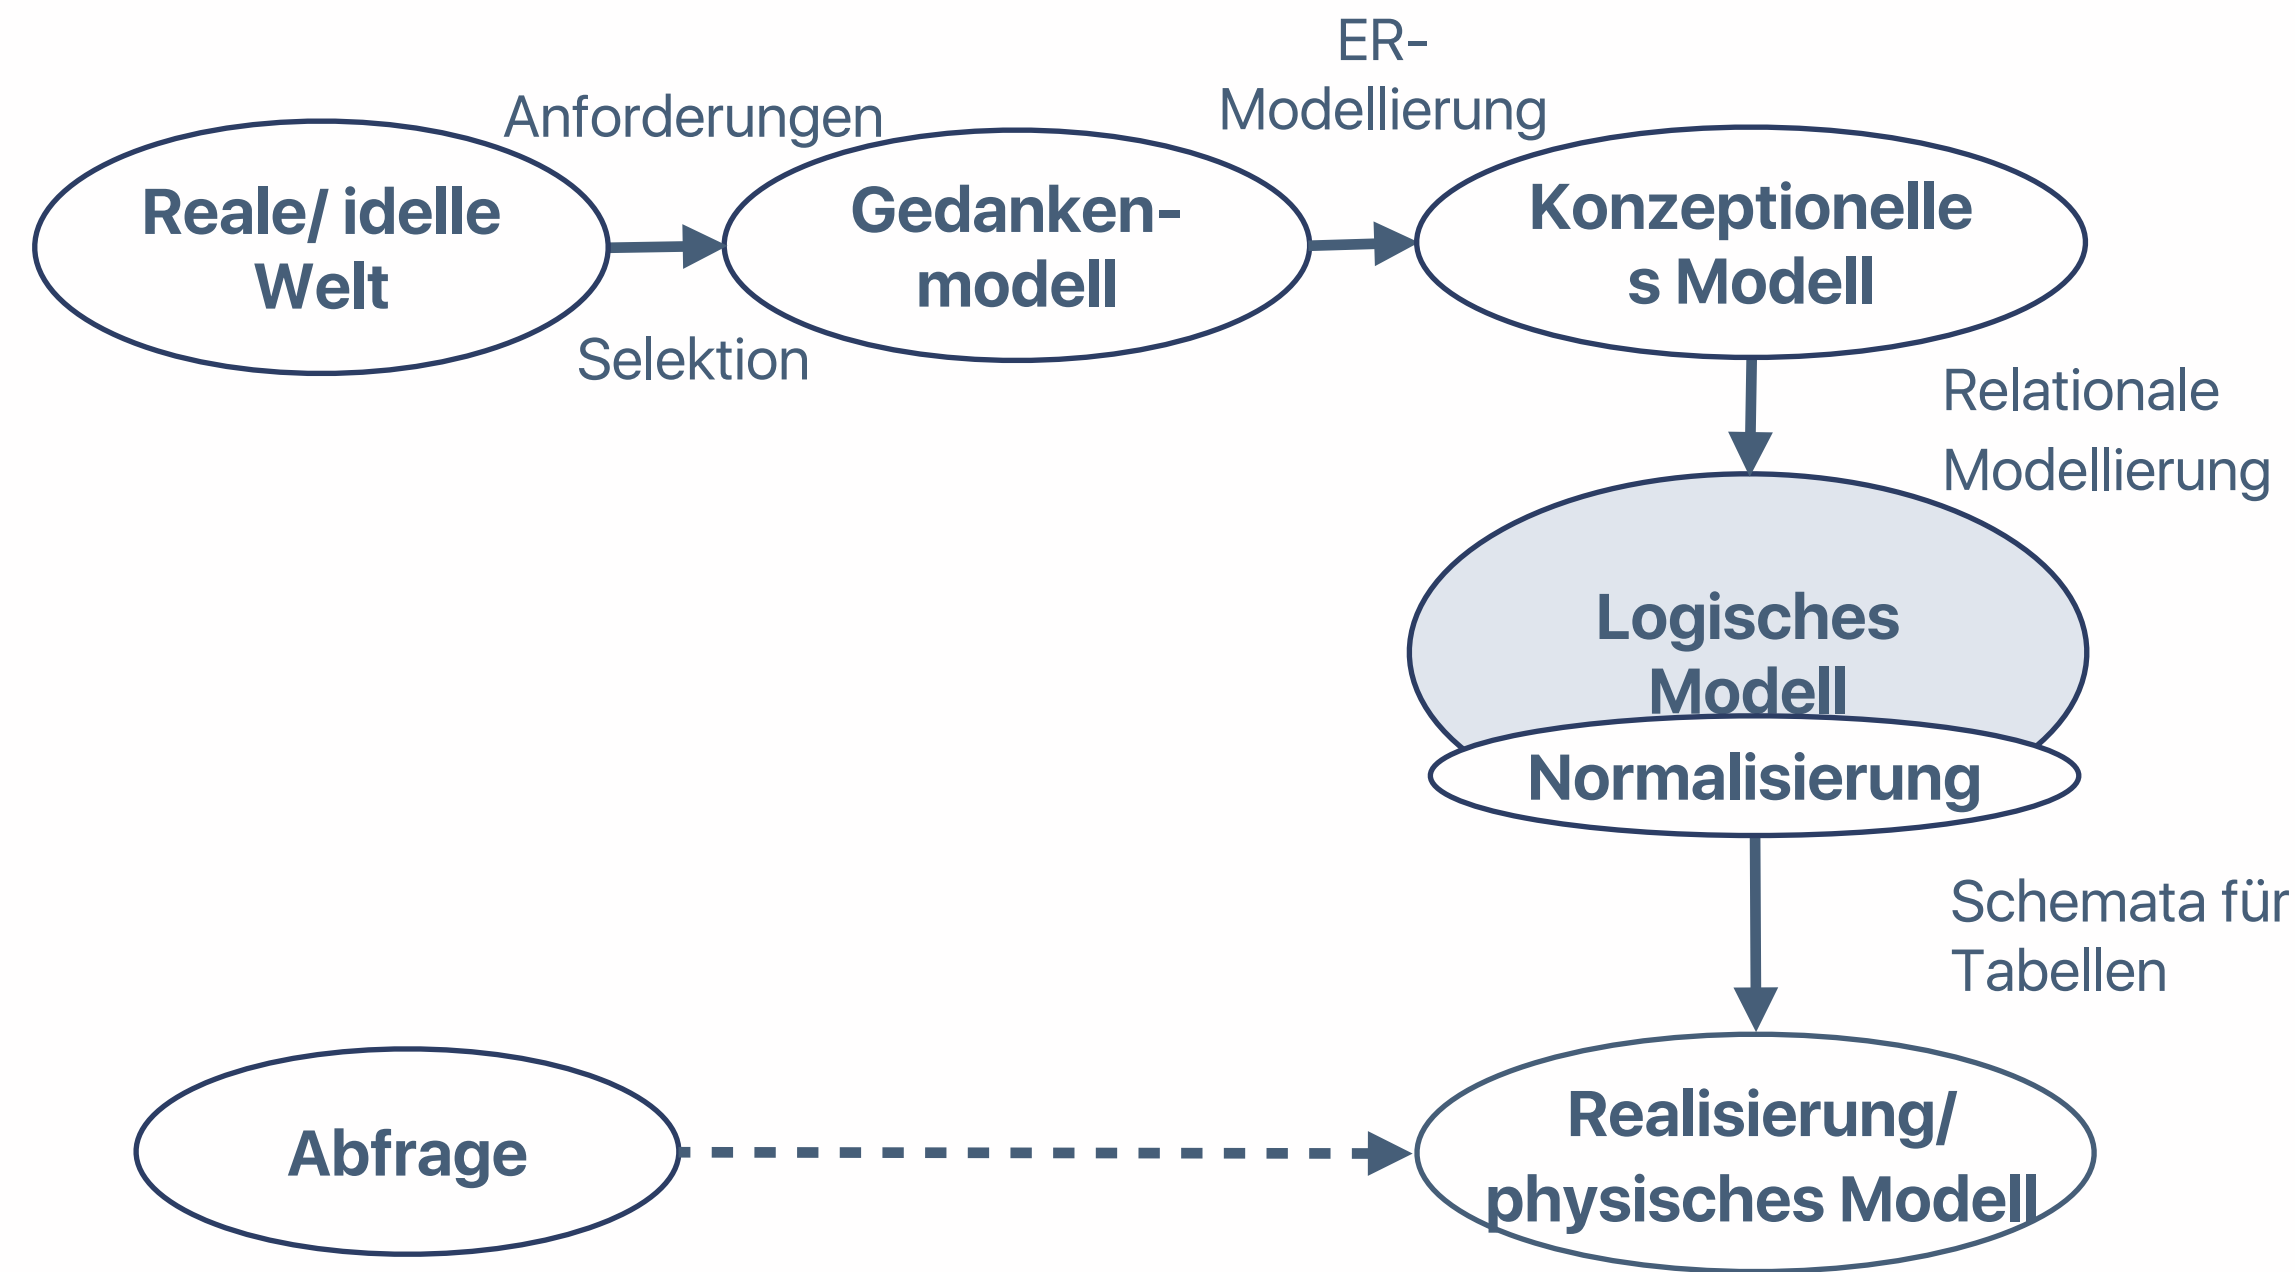 Anforderungen
Reale/ idelle
Welt
Selektion
Gedanken-
modell
ER-
Modellierung
Konzeptionelle
s Modell
Relationale
Modellierung
Logisches
Modell
Normalisierung
Schemata für
Tabellen
Abfrage
Realisierung/
physisches Modell